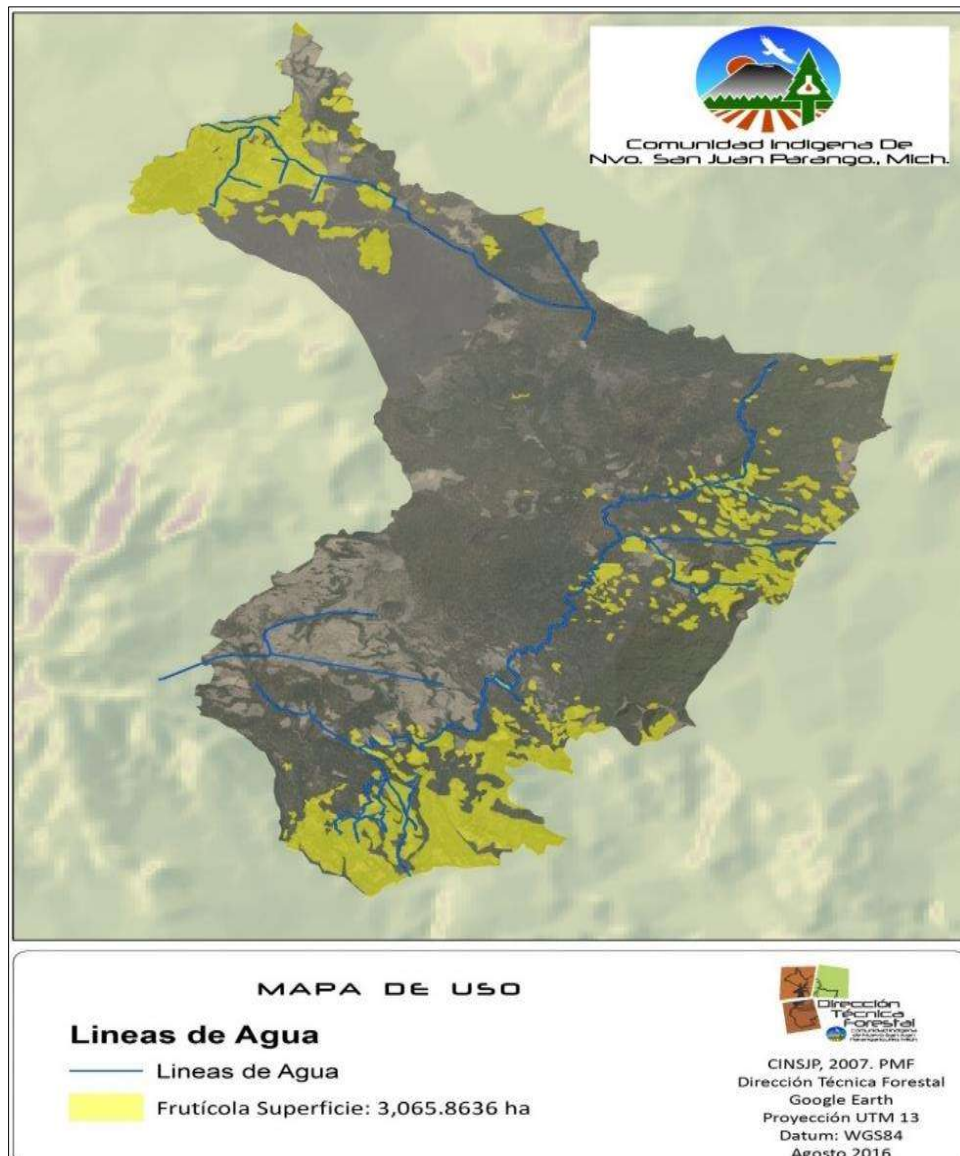 Comunidad Indigena De
Nvo. San Juan Parango., Mich.
MAPA DE USO
Lineas de Agua
Lineas de Agua
Frutícola Superficie: 3,065.8636 ha
Dirección
Técnica
Forestal
CINSJP, 2007. PMF
Dirección Técnica Forestal
Google Earth
Proyección UTM 13
Datum: WGS84
Agosto 2016